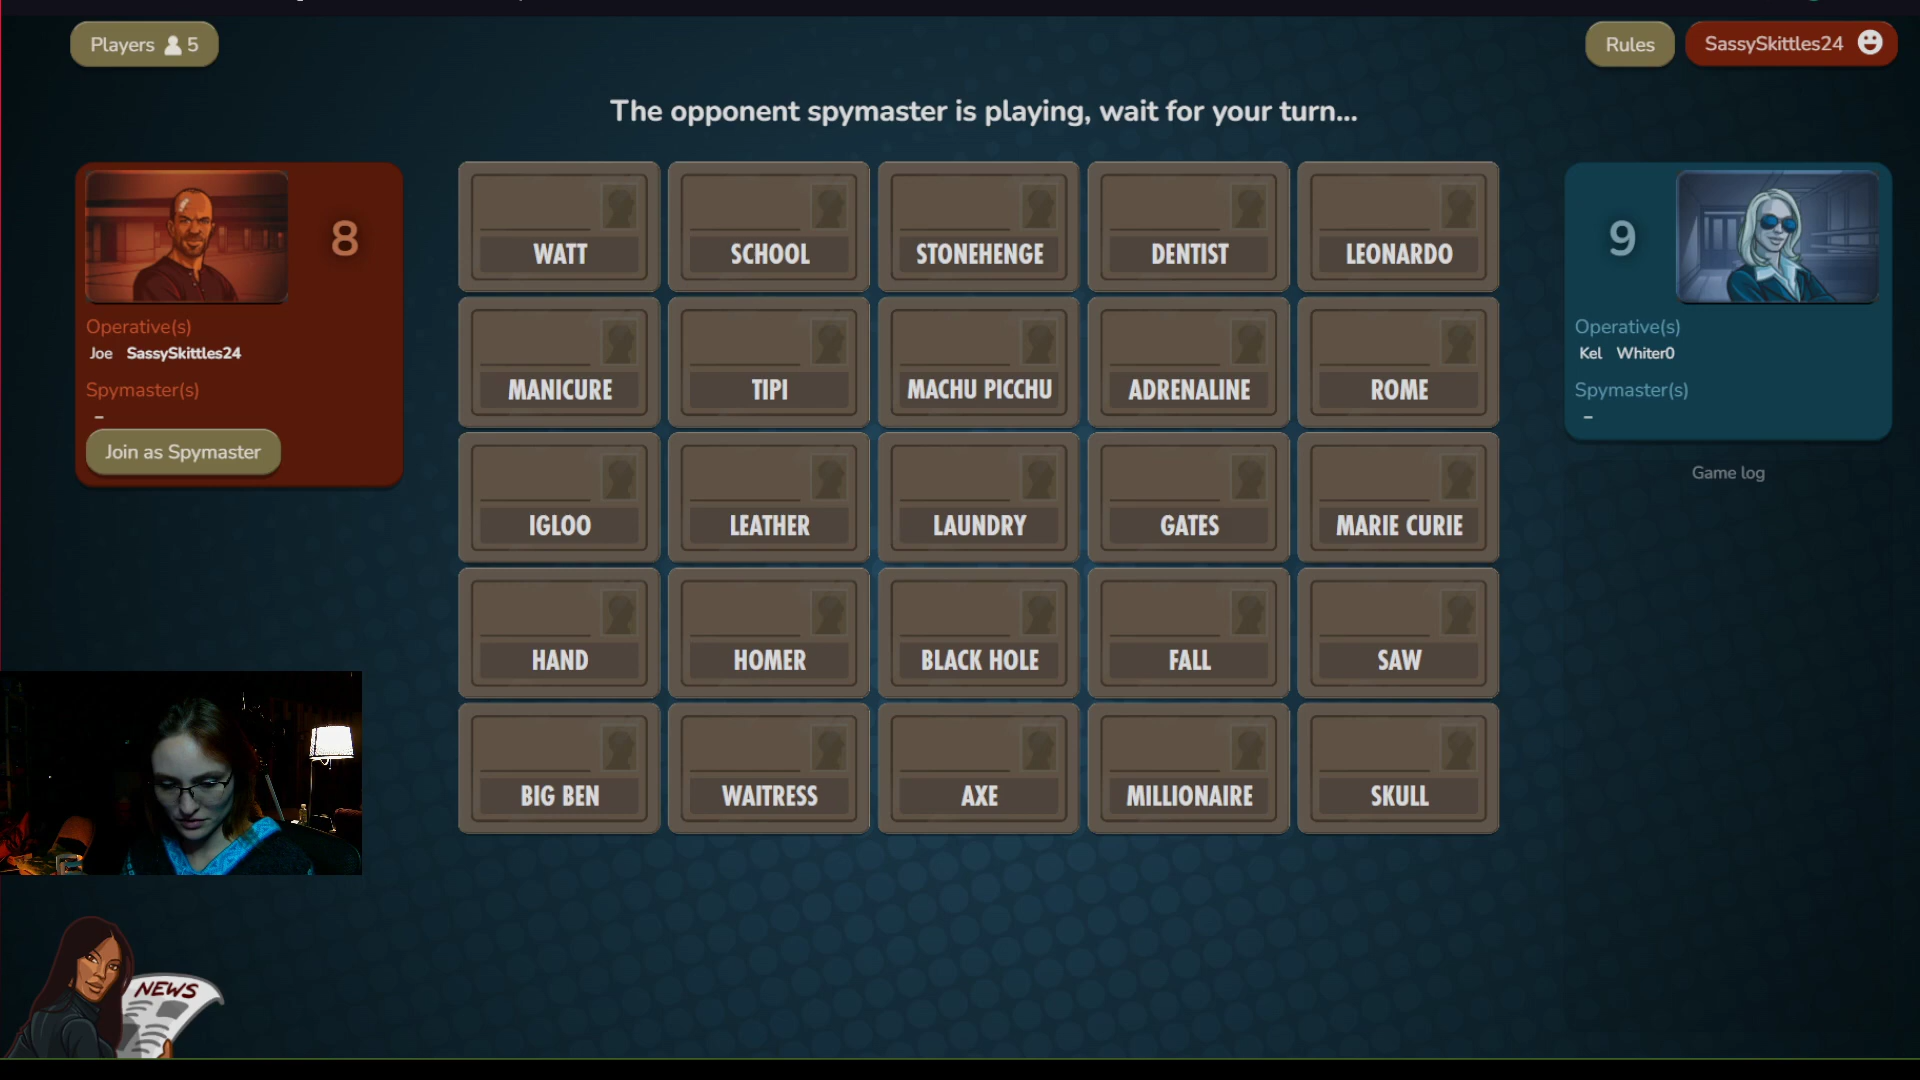 Players 5
Rules
SassySkittles24
The opponent spymaster is playing, wait for your turn...
8
Operative(s)
Joe SassySkittles24
Spymaster(s)
–
Join as Spymaster
WATT
SCHOOL
STONEHENGE
DENTIST
LEONARDO
MANICURE
TIPI
MACHU PICCHU
ADRENALINE
ROME
IGLOO
LEATHER
LAUNDRY
GATES
MARIE CURIE
HAND
HOMER
BLACK HOLE
FALL
SAW
BIG BEN
WAITRESS
AXE
MILLIONAIRE
SKULL
9
Operative(s)
Kel Whiter0
Spymaster(s)
–
Game log
NEWS